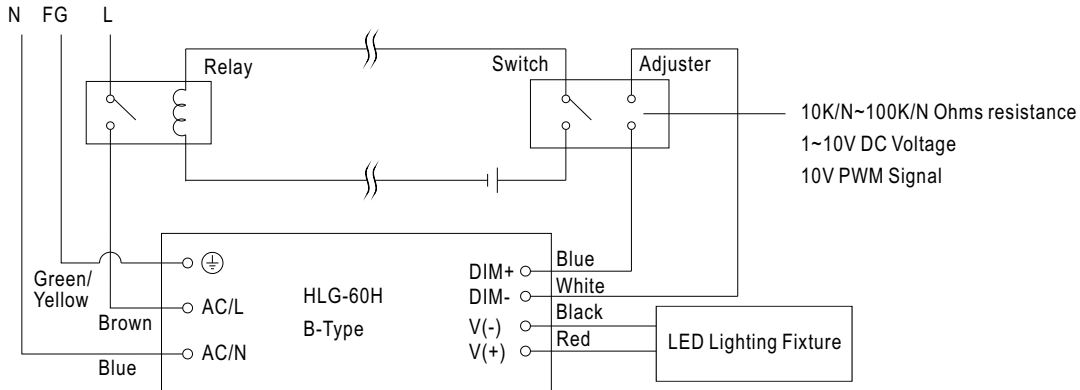 N FG L
Relay
Switch
Adjuster
10K/N~100K/N Ohms resistance
1~10V DC Voltage
10V PWM Signal
Green/
Yellow
Brown
Blue
AC/L
AC/N
HLG-60H
B-Type
DIM+
DIM-
V(-)
V(+)
Blue
White
Black
Red
LED Lighting Fixture